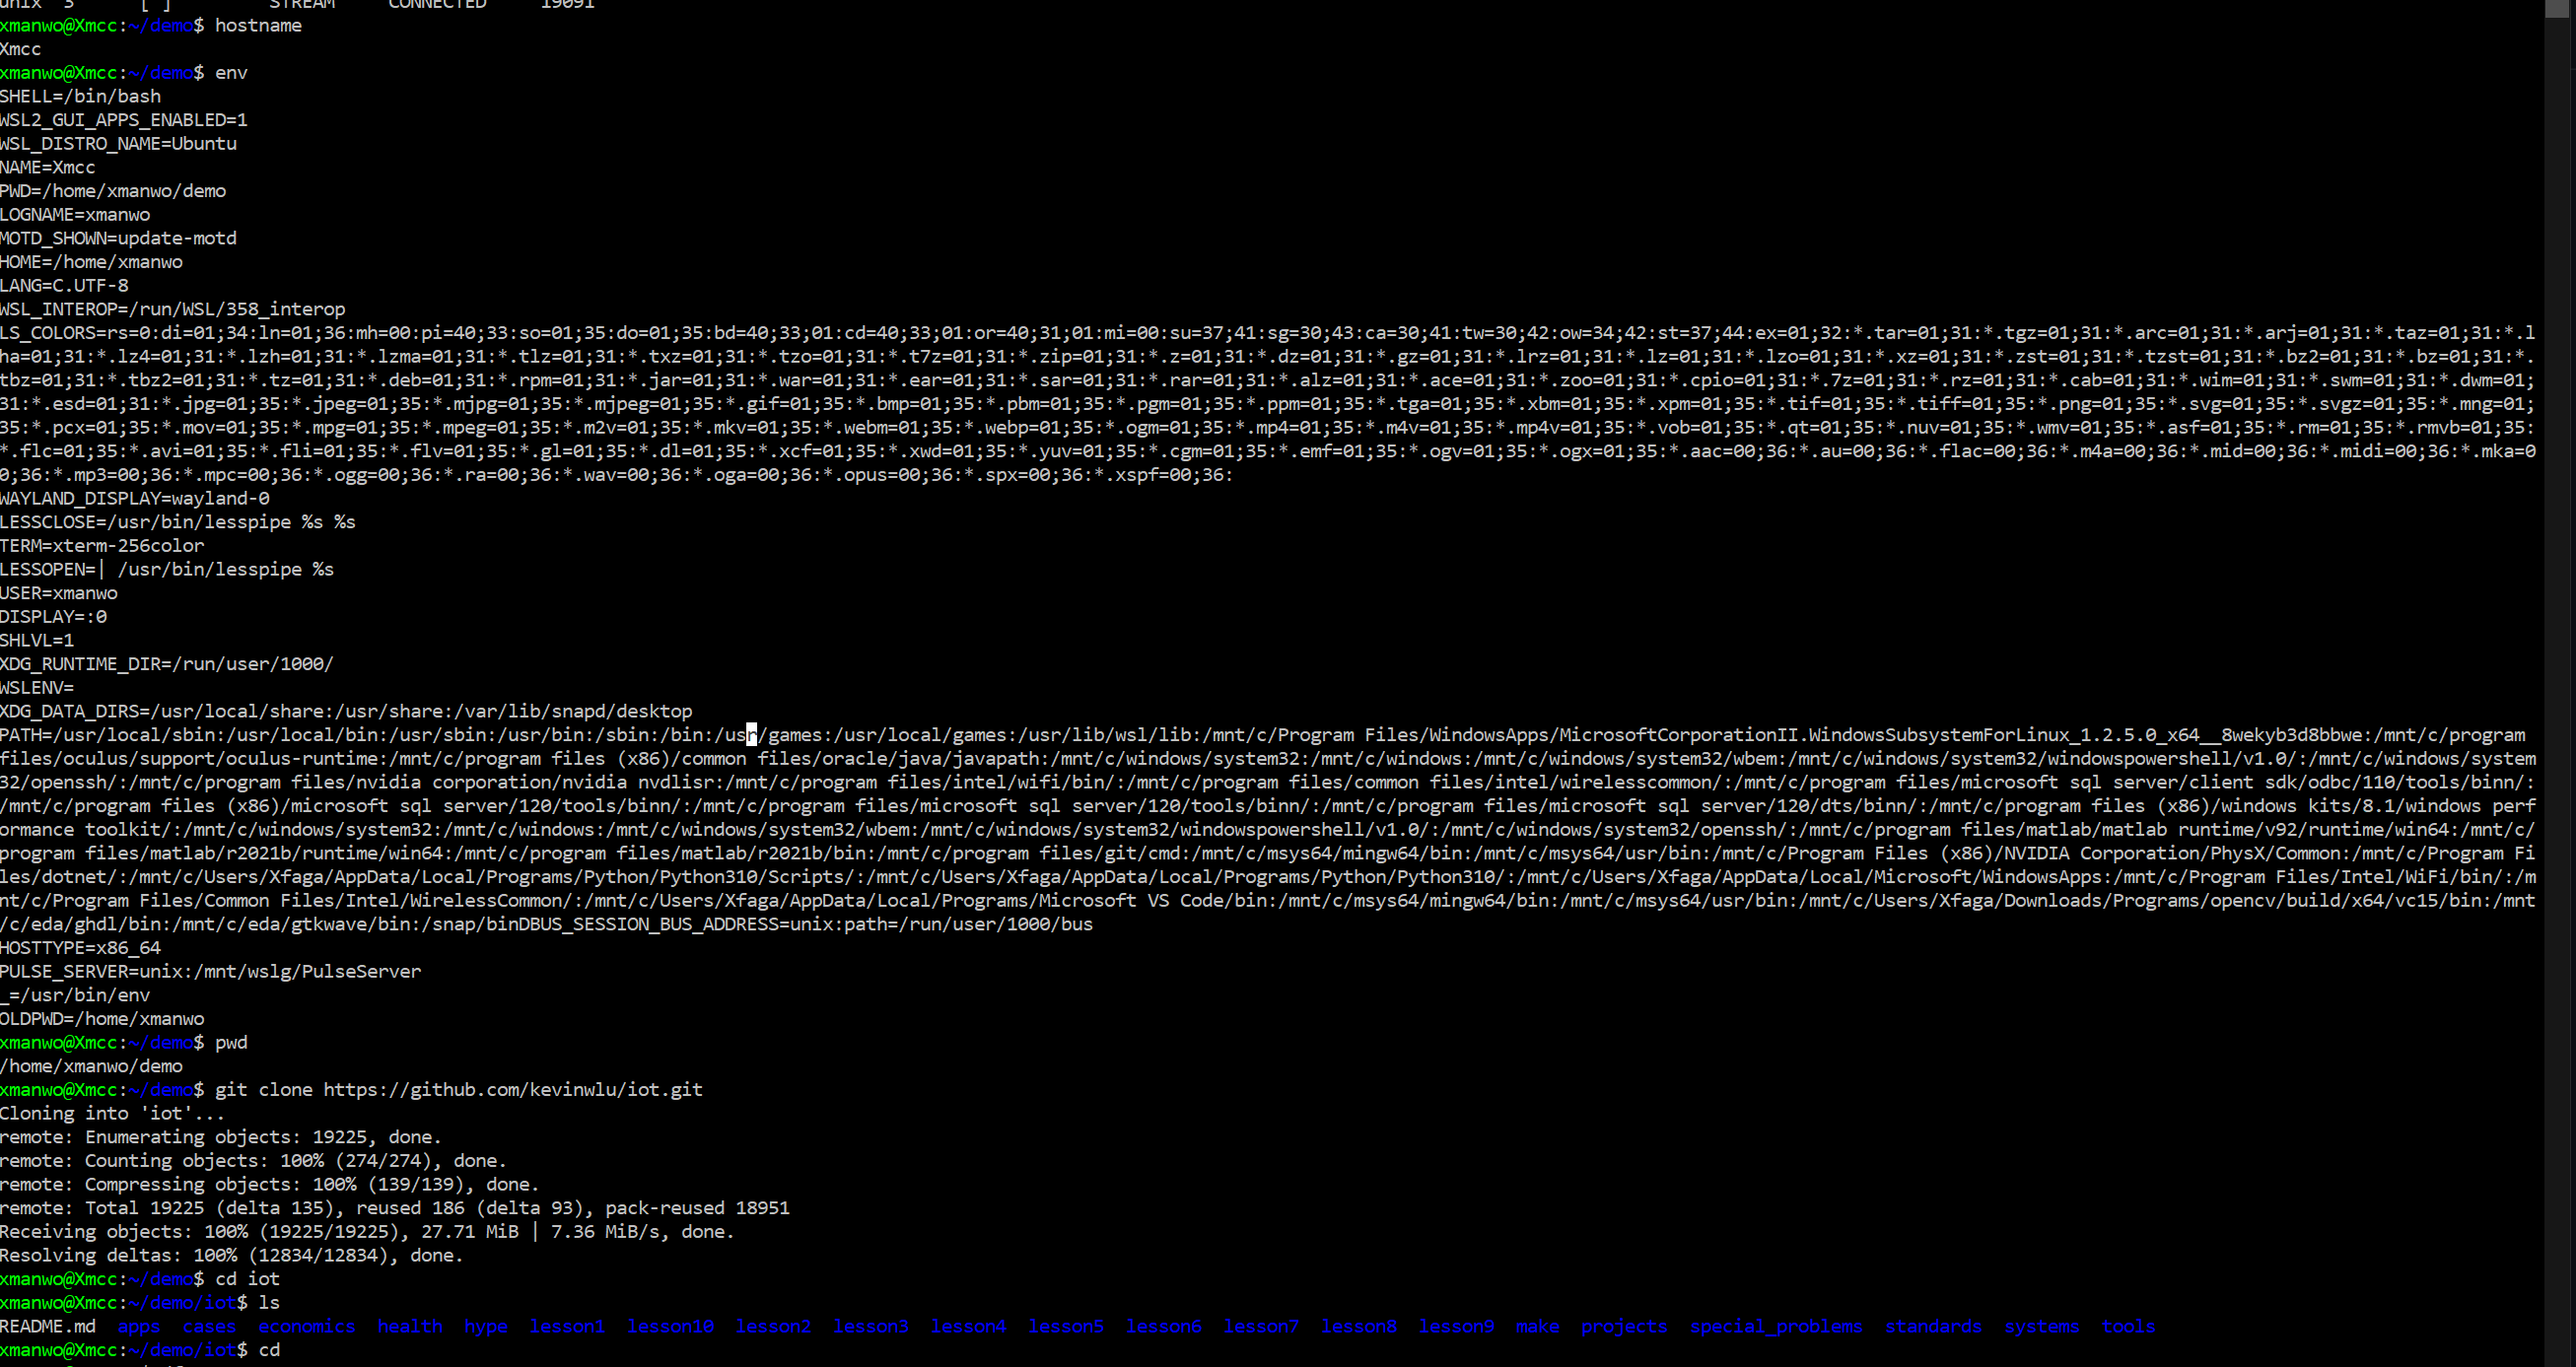 unix  3      [ ]         STREAM     CONNECTED     19091
xmanwo@Xmcc:~/demo$ hostname
Xmcc
xmanwo@Xmcc:~/demo$ env
SHELL=/bin/bash
WSL2_GUI_APPS_ENABLED=1
WSL_DISTRO_NAME=Ubuntu
NAME=Xmcc
PWD=/home/xmanwo/demo
LOGNAME=xmanwo
MOTD_SHOWN=update-motd
HOME=/home/xmanwo
LANG=C.UTF-8
WSL_INTEROP=/run/WSL/358_interop
LS_COLORS=rs=0:di=01;34:ln=01;36:mh=00:pi=40;33:so=01;35:do=01;35:bd=40;33;01:cd=40;33;01:or=40;31;01:mi=00:su=37;41:sg=30;43:ca=30;41:tw=30;42:ow=34;42:st=37;44:ex=01;32:*.tar=01;31:*.tgz=01;31:*.arc=01;31:*.arj=01;31:*.taz=01;31:*.l
ha=01;31:*.lz4=01;31:*.lzh=01;31:*.lzma=01;31:*.tlz=01;31:*.txz=01;31:*.tzo=01;31:*.t7z=01;31:*.zip=01;31:*.z=01;31:*.dz=01;31:*.gz=01;31:*.lrz=01;31:*.lz=01;31:*.lzo=01;31:*.xz=01;31:*.zst=01;31:*.tzst=01;31:*.bz2=01;31:*.bz=01;31:*.
tbz=01;31:*.tbz2=01;31:*.tz=01;31:*.deb=01;31:*.rpm=01;31:*.jar=01;31:*.war=01;31:*.ear=01;31:*.sar=01;31:*.rar=01;31:*.alz=01;31:*.ace=01;31:*.zoo=01;31:*.cpio=01;31:*.7z=01;31:*.rz=01;31:*.cab=01;31:*.wim=01;31:*.swm=01;31:*.dwm=01;
31:*.esd=01;31:*.jpg=01;35:*.jpeg=01;35:*.mjpg=01;35:*.mjpeg=01;35:*.gif=01;35:*.bmp=01;35:*.pbm=01;35:*.pgm=01;35:*.ppm=01;35:*.tga=01;35:*.xbm=01;35:*.xpm=01;35:*.tif=01;35:*.tiff=01;35:*.png=01;35:*.svg=01;35:*.svgz=01;35:*.mng=01;
35:*.pcx=01;35:*.mov=01;35:*.mpg=01;35:*.mpeg=01;35:*.m2v=01;35:*.mkv=01;35:*.webm=01;35:*.webp=01;35:*.ogm=01;35:*.mp4=01;35:*.m4v=01;35:*.mp4v=01;35:*.vob=01;35:*.qt=01;35:*.nuv=01;35:*.wmv=01;35:*.asf=01;35:*.rm=01;35:*.rmvb=01;35:
*.flc=01;35:*.avi=01;35:*.fli=01;35:*.flv=01;35:*.gl=01;35:*.dl=01;35:*.xcf=01;35:*.xwd=01;35:*.yuv=01;35:*.cgm=01;35:*.emf=01;35:*.ogv=01;35:*.ogx=01;35:*.aac=00;36:*.au=00;36:*.flac=00;36:*.m4a=00;36:*.mid=00;36:*.midi=00;36:*.mka=0
0;36:*.mp3=00;36:*.mpc=00;36:*.ogg=00;36:*.ra=00;36:*.wav=00;36:*.oga=00;36:*.opus=00;36:*.spx=00;36:*.xspf=00;36:
WAYLAND_DISPLAY=wayland-0
LESSCLOSE=/usr/bin/lesspipe %s %s
TERM=xterm-256color
LESSOPEN=| /usr/bin/lesspipe %s
USER=xmanwo
DISPLAY=:0
SHLVL=1
XDG_RUNTIME_DIR=/run/user/1000/
WSLENV=
XDG_DATA_DIRS=/usr/local/share:/usr/share:/var/lib/snapd/desktop
PATH=/usr/local/sbin:/usr/local/bin:/usr/sbin:/usr/bin:/sbin:/bin:/usr/games:/usr/local/games:/usr/lib/wsl/lib:/mnt/c/Program Files/WindowsApps/MicrosoftCorporationII.WindowsSubsystemForLinux_1.2.5.0_x64__8wekyb3d8bbwe:/mnt/c/program
files/oculus/support/oculus-runtime:/mnt/c/program files (x86)/common files/oracle/java/javapath:/mnt/c/windows/system32:/mnt/c/windows:/mnt/c/windows/system32/wbem:/mnt/c/windows/system32/windowspowershell/v1.0/:/mnt/c/windows/system
32/openssh/:/mnt/c/program files/nvidia corporation/nvidia nvdlisr:/mnt/c/program files/intel/wifi/bin/:/mnt/c/program files/common files/intel/wirelesscommon/:/mnt/c/program files/microsoft sql server/client sdk/odbc/110/tools/binn/:
/mnt/c/program files (x86)/microsoft sql server/120/tools/binn/:/mnt/c/program files/microsoft sql server/120/tools/binn/:/mnt/c/program files/microsoft sql server/120/dts/binn/:/mnt/c/program files (x86)/windows kits/8.1/windows perf
ormance toolkit/:/mnt/c/windows/system32:/mnt/c/windows:/mnt/c/windows/system32/wbem:/mnt/c/windows/system32/windowspowershell/v1.0/:/mnt/c/windows/system32/openssh/:/mnt/c/program files/matlab/matlab runtime/v92/runtime/win64:/mnt/c/
program files/matlab/r2021b/runtime/win64:/mnt/c/program files/matlab/r2021b/bin:/mnt/c/program files/git/cmd:/mnt/c/msys64/mingw64/bin:/mnt/c/msys64/usr/bin:/mnt/c/Program Files (x86)/NVIDIA Corporation/PhysX/Common:/mnt/c/Program Fi
les/dotnet/:/mnt/c/Users/Xfaga/AppData/Local/Programs/Python/Python310/Scripts/:/mnt/c/Users/Xfaga/AppData/Local/Programs/Python/Python310/:/mnt/c/Users/Xfaga/AppData/Local/Microsoft/WindowsApps:/mnt/c/Program Files/Intel/WiFi/bin/:/m
nt/c/Program Files/Common Files/Intel/WirelessCommon/:/mnt/c/Users/Xfaga/AppData/Local/Programs/Microsoft VS Code/bin:/mnt/c/msys64/mingw64/bin:/mnt/c/msys64/usr/bin:/mnt/c/Users/Xfaga/Downloads/Programs/opencv/build/x64/vc15/bin:/mnt
/c/eda/ghdl/bin:/mnt/c/eda/gtkwave/bin:/snap/binDBUS_SESSION_BUS_ADDRESS=unix:path=/run/user/1000/bus
HOSTTYPE=x86_64
PULSE_SERVER=unix:/mnt/wslg/PulseServer
_=/usr/bin/env
OLDPWD=/home/xmanwo
xmanwo@Xmcc:~/demo$ pwd
/home/xmanwo/demo
xmanwo@Xmcc:~/demo$ git clone https://github.com/kevinwlu/iot.git
Cloning into 'iot'...
remote: Enumerating objects: 19225, done.
remote: Counting objects: 100% (274/274), done.
remote: Compressing objects: 100% (139/139), done.
remote: Total 19225 (delta 135), reused 186 (delta 93), pack-reused 18951
Receiving objects: 100% (19225/19225), 27.71 MiB | 7.36 MiB/s, done.
Resolving deltas: 100% (12834/12834), done.
xmanwo@Xmcc:~/demo$ cd iot
xmanwo@Xmcc:~/demo/iot$ ls
README.md  apps  cases  economics  health  hype  lesson1  lesson10  lesson2  lesson3  lesson4  lesson5  lesson6  lesson7  lesson8  lesson9  make  projects  special_problems  standards  systems  tools
xmanwo@Xmcc:~/demo/iot$ cd